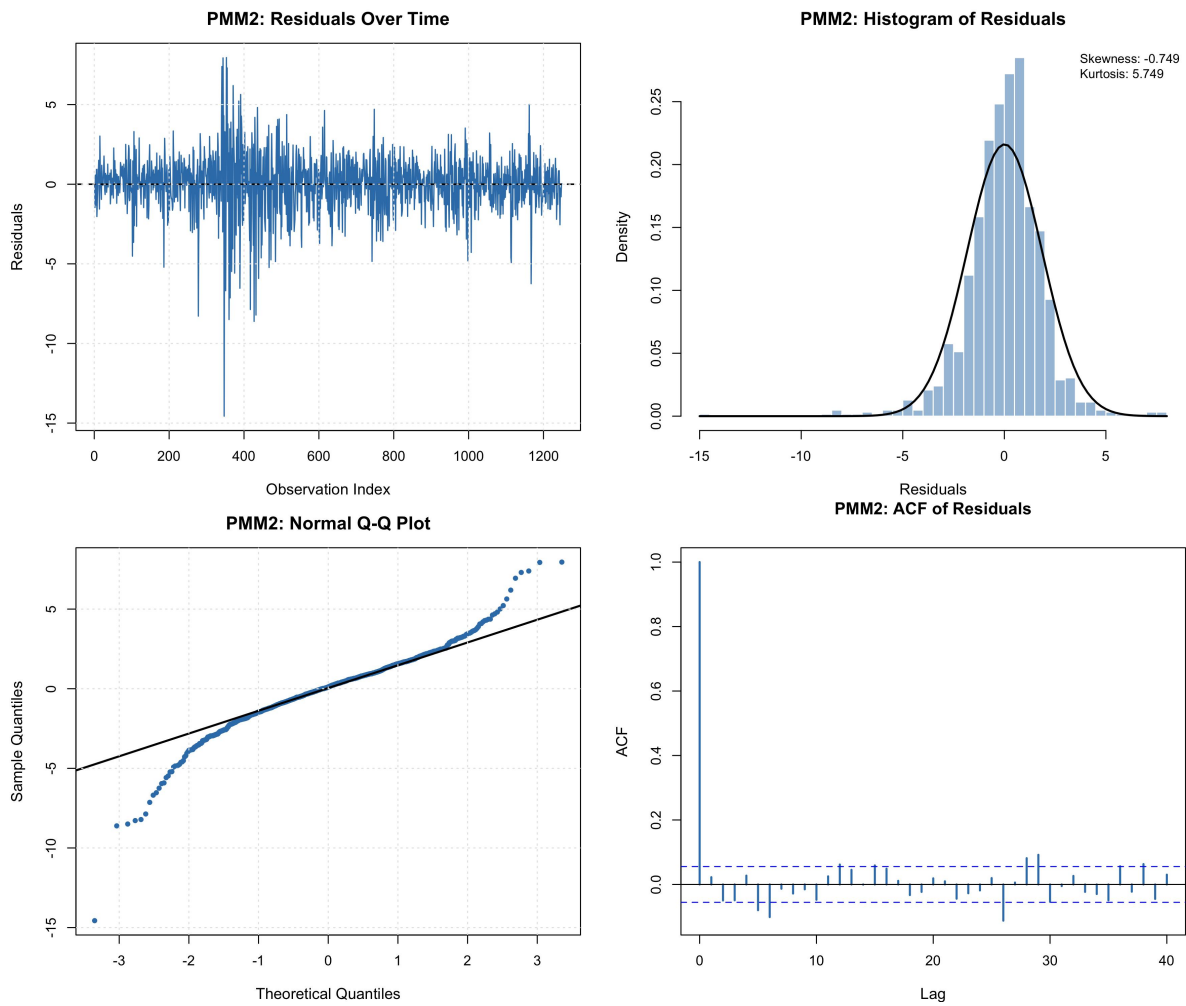 PMM2: Residuals Over Time
Residuals
5
0
-5
-10
-15
0 200 400 600 800 1000 1200
Observation Index
PMM2: Histogram of Residuals
Skewness: -0.749
Kurtosis: 5.749
Density
0.25
0.20
0.15
0.10
0.05
0.00
-15 -10 -5 0 5
Residuals
PMM2: Normal Q-Q Plot
Sample Quantiles
5
0
-5
-10
-15
-3 -2 -1 0 1 2 3
Theoretical Quantiles
PMM2: ACF of Residuals
ACF
1.0
0.8
0.6
0.4
0.2
0.0
0 10 20 30 40
Lag